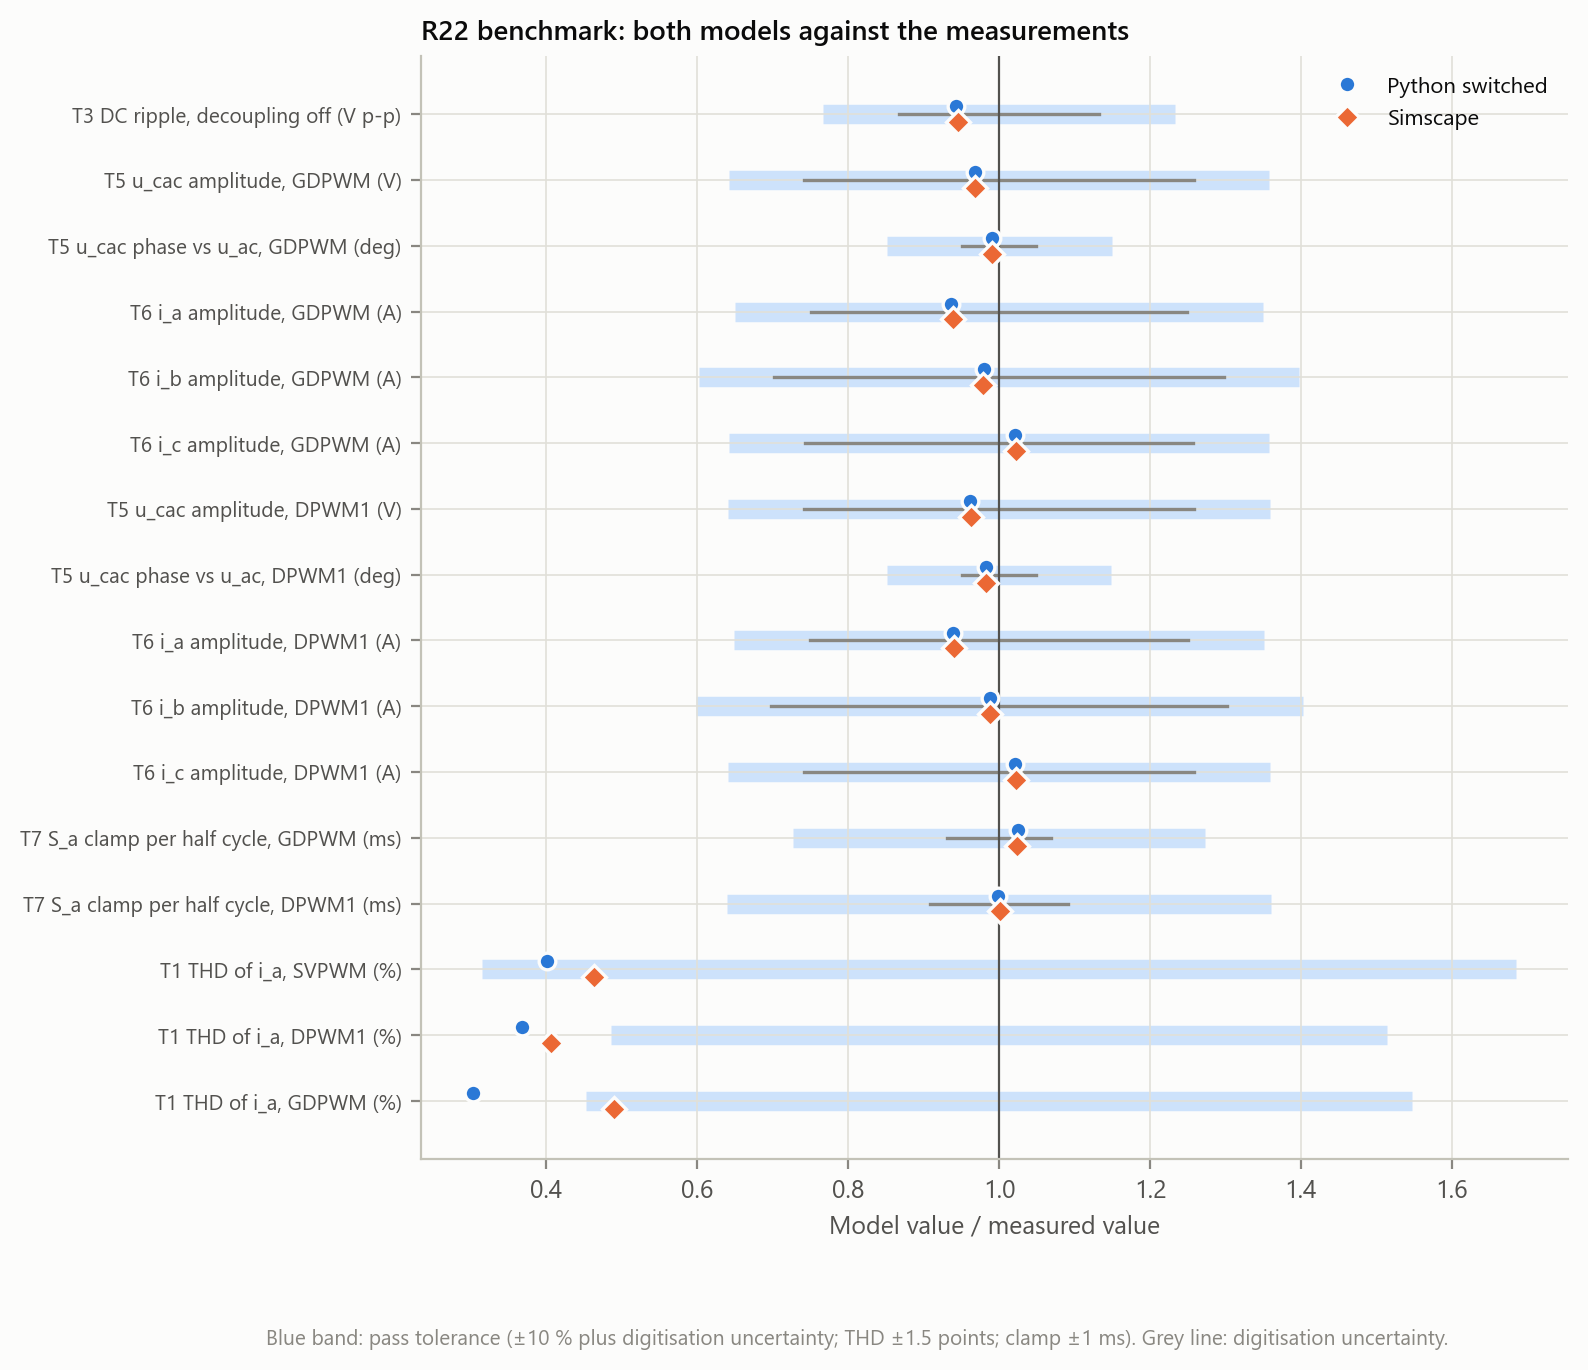 R22 benchmark: both models against the measurements
Python switched
Simscape
T3 DC ripple, decoupling off (V p-p)
T5 u_cac amplitude, GDPWM (V)
T5 u_cac phase vs u_ac, GDPWM (deg)
T6 i_a amplitude, GDPWM (A)
T6 i_b amplitude, GDPWM (A)
T6 i_c amplitude, GDPWM (A)
T5 u_cac amplitude, DPWM1 (V)
T5 u_cac phase vs u_ac, DPWM1 (deg)
T6 i_a amplitude, DPWM1 (A)
T6 i_b amplitude, DPWM1 (A)
T6 i_c amplitude, DPWM1 (A)
T7 S_a clamp per half cycle, GDPWM (ms)
T7 S_a clamp per half cycle, DPWM1 (ms)
T1 THD of i_a, SVPWM (%)
T1 THD of i_a, DPWM1 (%)
T1 THD of i_a, GDPWM (%)
0.4 0.6 0.8 1.0 1.2 1.4 1.6
Model value / measured value
Blue band: pass tolerance (±10 % plus digitisation uncertainty; THD ±1.5 points; clamp ±1 ms). Grey line: digitisation uncertainty.